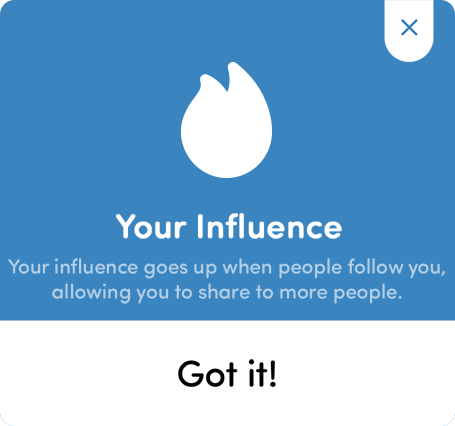 Your Influence
Your influence goes up when people follow you,
allowing you to share to more people.
Got it!